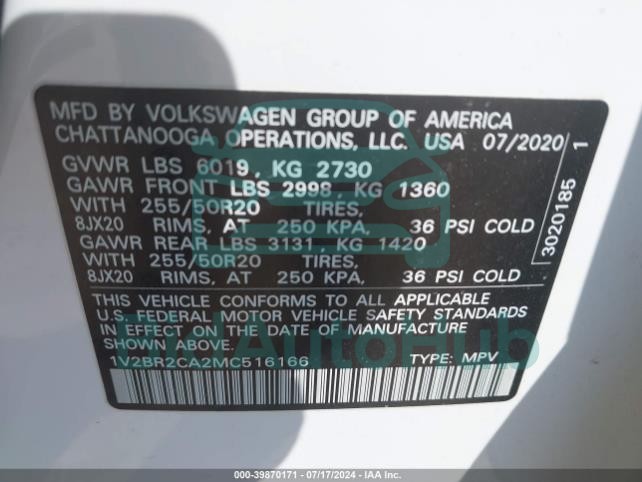 MFD BY VOLKSWAGEN GROUP OF AMERICA
CHATTANOOGA OPERATIONS, LLC. USA 07/2020
GVWR LBS 6019, KG 2730
GAWR FRONT LBS 2998, KG 1360
WITH 255/50R20 TIRES,
8JX20 RIMS, AT 250 KPA, 36 PSI COLD
GAWR REAR LBS 3131, KG 1420
WITH 255/50R20 TIRES,
8JX20 RIMS, AT 250 KPA, 36 PSI COLD
THIS VEHICLE CONFORMS TO ALL APPLICABLE
U.S. FEDERAL MOTOR VEHICLE SAFETY STANDARDS
IN EFFECT ON THE DATE OF MANUFACTURE
SHOWN ABOVE.
1V2BR2CA2MC516166 TYPE: MPV
3020185 1
BidAutoHub
000-39870171 - 07/17/2024 - IAA Inc.